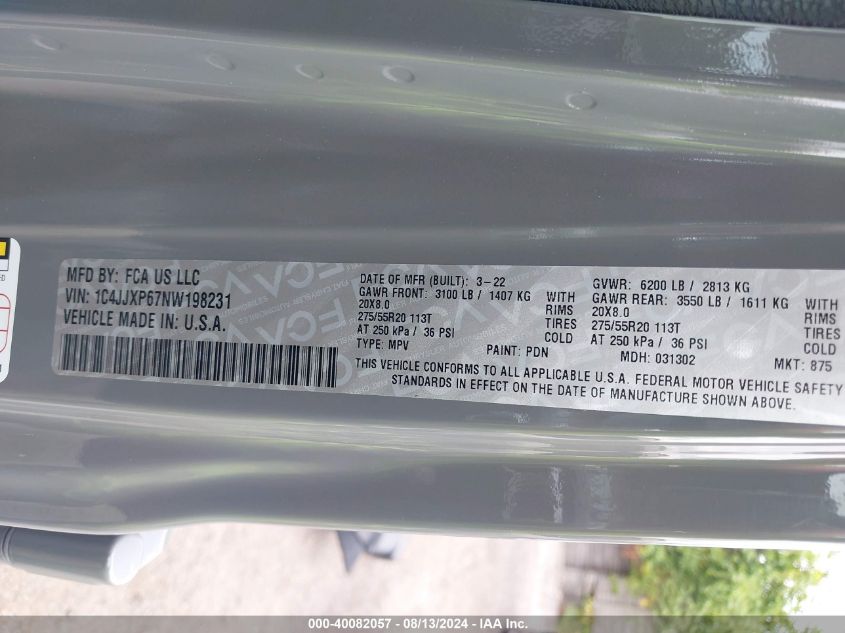 MFD BY: FCA US LLC
VIN: 1C4JJXP67NW198231
VEHICLE MADE IN: U.S.A.
DATE OF MFR (BUILT): 3-22
GAWR FRONT: 3100 LB / 1407 KG WITH
20X8.0 RIMS
275/55R20 113T TIRES
AT 250 kPa / 36 PSI COLD
TYPE: MPV PAINT: PDN
GVWR: 6200 LB / 2813 KG
GAWR REAR: 3550 LB / 1611 KG WITH
20X8.0 RIMS
275/55R20 113T TIRES
AT 250 kPa / 36 PSI COLD
MDH: 031302 MKT: 875
THIS VEHICLE CONFORMS TO ALL APPLICABLE U.S.A. FEDERAL MOTOR VEHICLE SAFETY
STANDARDS IN EFFECT ON THE DATE OF MANUFACTURE SHOWN ABOVE.
000-40082057 - 08/13/2024 - IAA Inc.